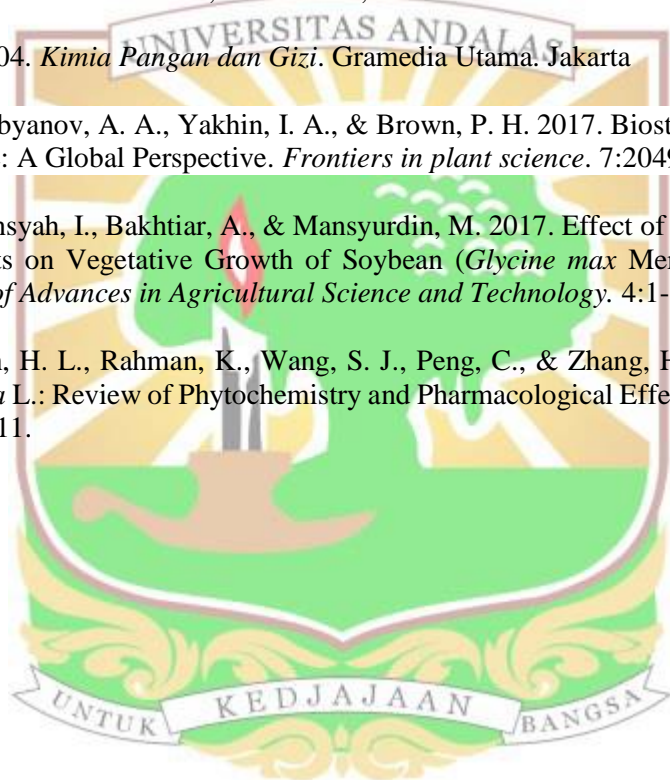 UNIVERSITAS ANDALAS
04. Kimia Pangan dan Gizi. Gramedia Utama. Jakarta
byanov, A. A., Yakhin, I. A., & Brown, P. H. 2017. Biost
: A Global Perspective. Frontiers in plant science. 7:2049
nsyah, I., Bakhtiar, A., & Mansyurdin, M. 2017. Effect of
ts on Vegetative Growth of Soybean (Glycine max Mer
of Advances in Agricultural Science and Technology. 4:1-
H. L., Rahman, K., Wang, S. J., Peng, C., & Zhang, H
L.: Review of Phytochemistry and Pharmacological Effe
11.
UNTUK KEDJAJAAN BANGSA